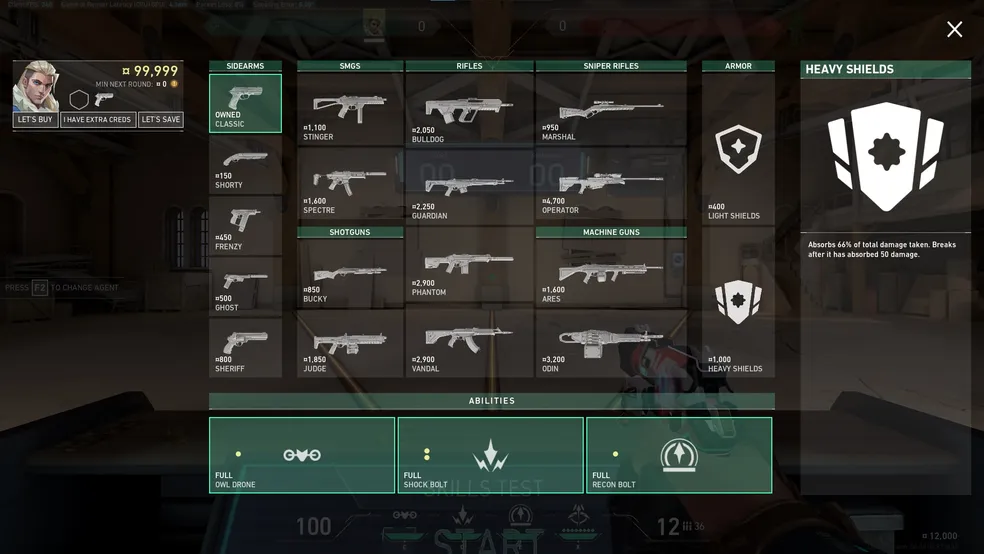 0
0
¤ 99,999
MIN NEXT ROUND: ¤ 0
LET'S BUY
I HAVE EXTRA CREDS
LET'S SAVE
SIDEARMS
OWNED
CLASSIC
¤150
SHORTY
¤450
FRENZY
¤500
GHOST
¤800
SHERIFF
SMGS
¤1,100
STINGER
¤1,600
SPECTRE
SHOTGUNS
¤850
BUCKY
¤1,850
JUDGE
RIFLES
¤2,050
BULLDOG
¤2,250
GUARDIAN
¤2,900
PHANTOM
¤2,900
VANDAL
SNIPER RIFLES
¤950
MARSHAL
¤4,700
OPERATOR
MACHINE GUNS
¤1,600
ARES
¤3,200
ODIN
ARMOR
¤400
LIGHT SHIELDS
¤1,000
HEAVY SHIELDS
HEAVY SHIELDS
Absorbs 66% of total damage taken. Breaks
after it has absorbed 50 damage.
PRESS F2 TO CHANGE AGENT
00 00
ABILITIES
FULL
OWL DRONE
FULL
SHOCK BOLT
FULL
RECON BOLT
SKILLS TEST
START
100
12 36
¤ 12,000